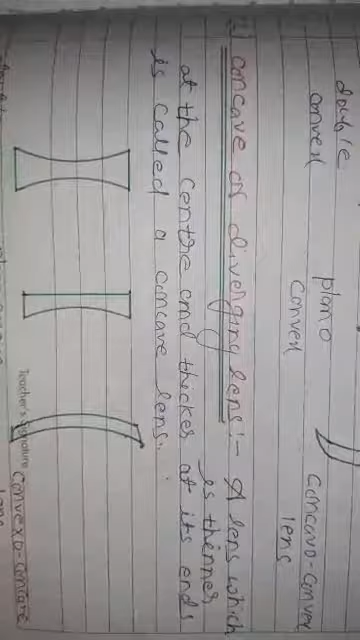 double plano concavo-convex
convex convex lens
concave or diverging lens:- A lens which
is thinner
at the centre and thicker at its ends
is called a concave lens.
Teacher's Signature
convexo-concave